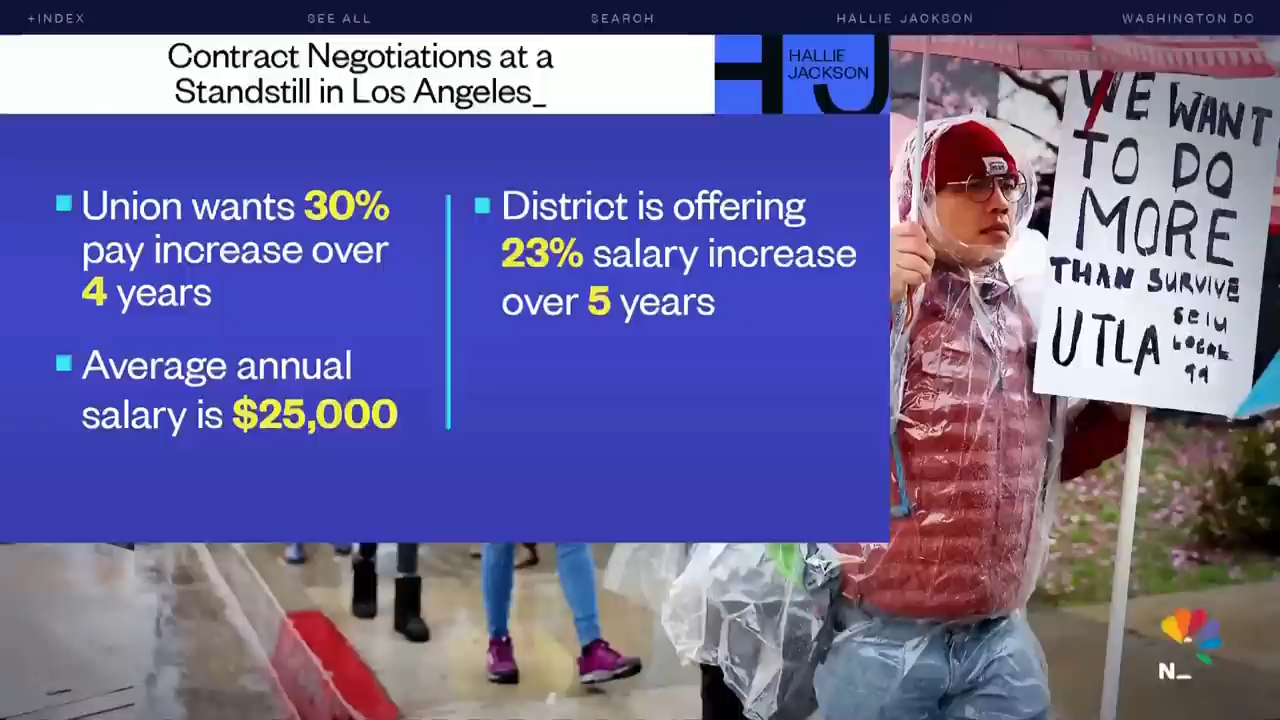 +INDEX
SEE ALL
SEARCH
HALLIE JACKSON
WASHINGTON DC
Contract Negotiations at a
Standstill in Los Angeles_
HALLIE
JACKSON
Union wants 30%
pay increase over
4 years
Average annual
salary is $25,000
District is offering
23% salary increase
over 5 years
WE WANT
TO DO
MORE
THAN SURVIVE
UTLA
SEIU
LOCAL
99
N_